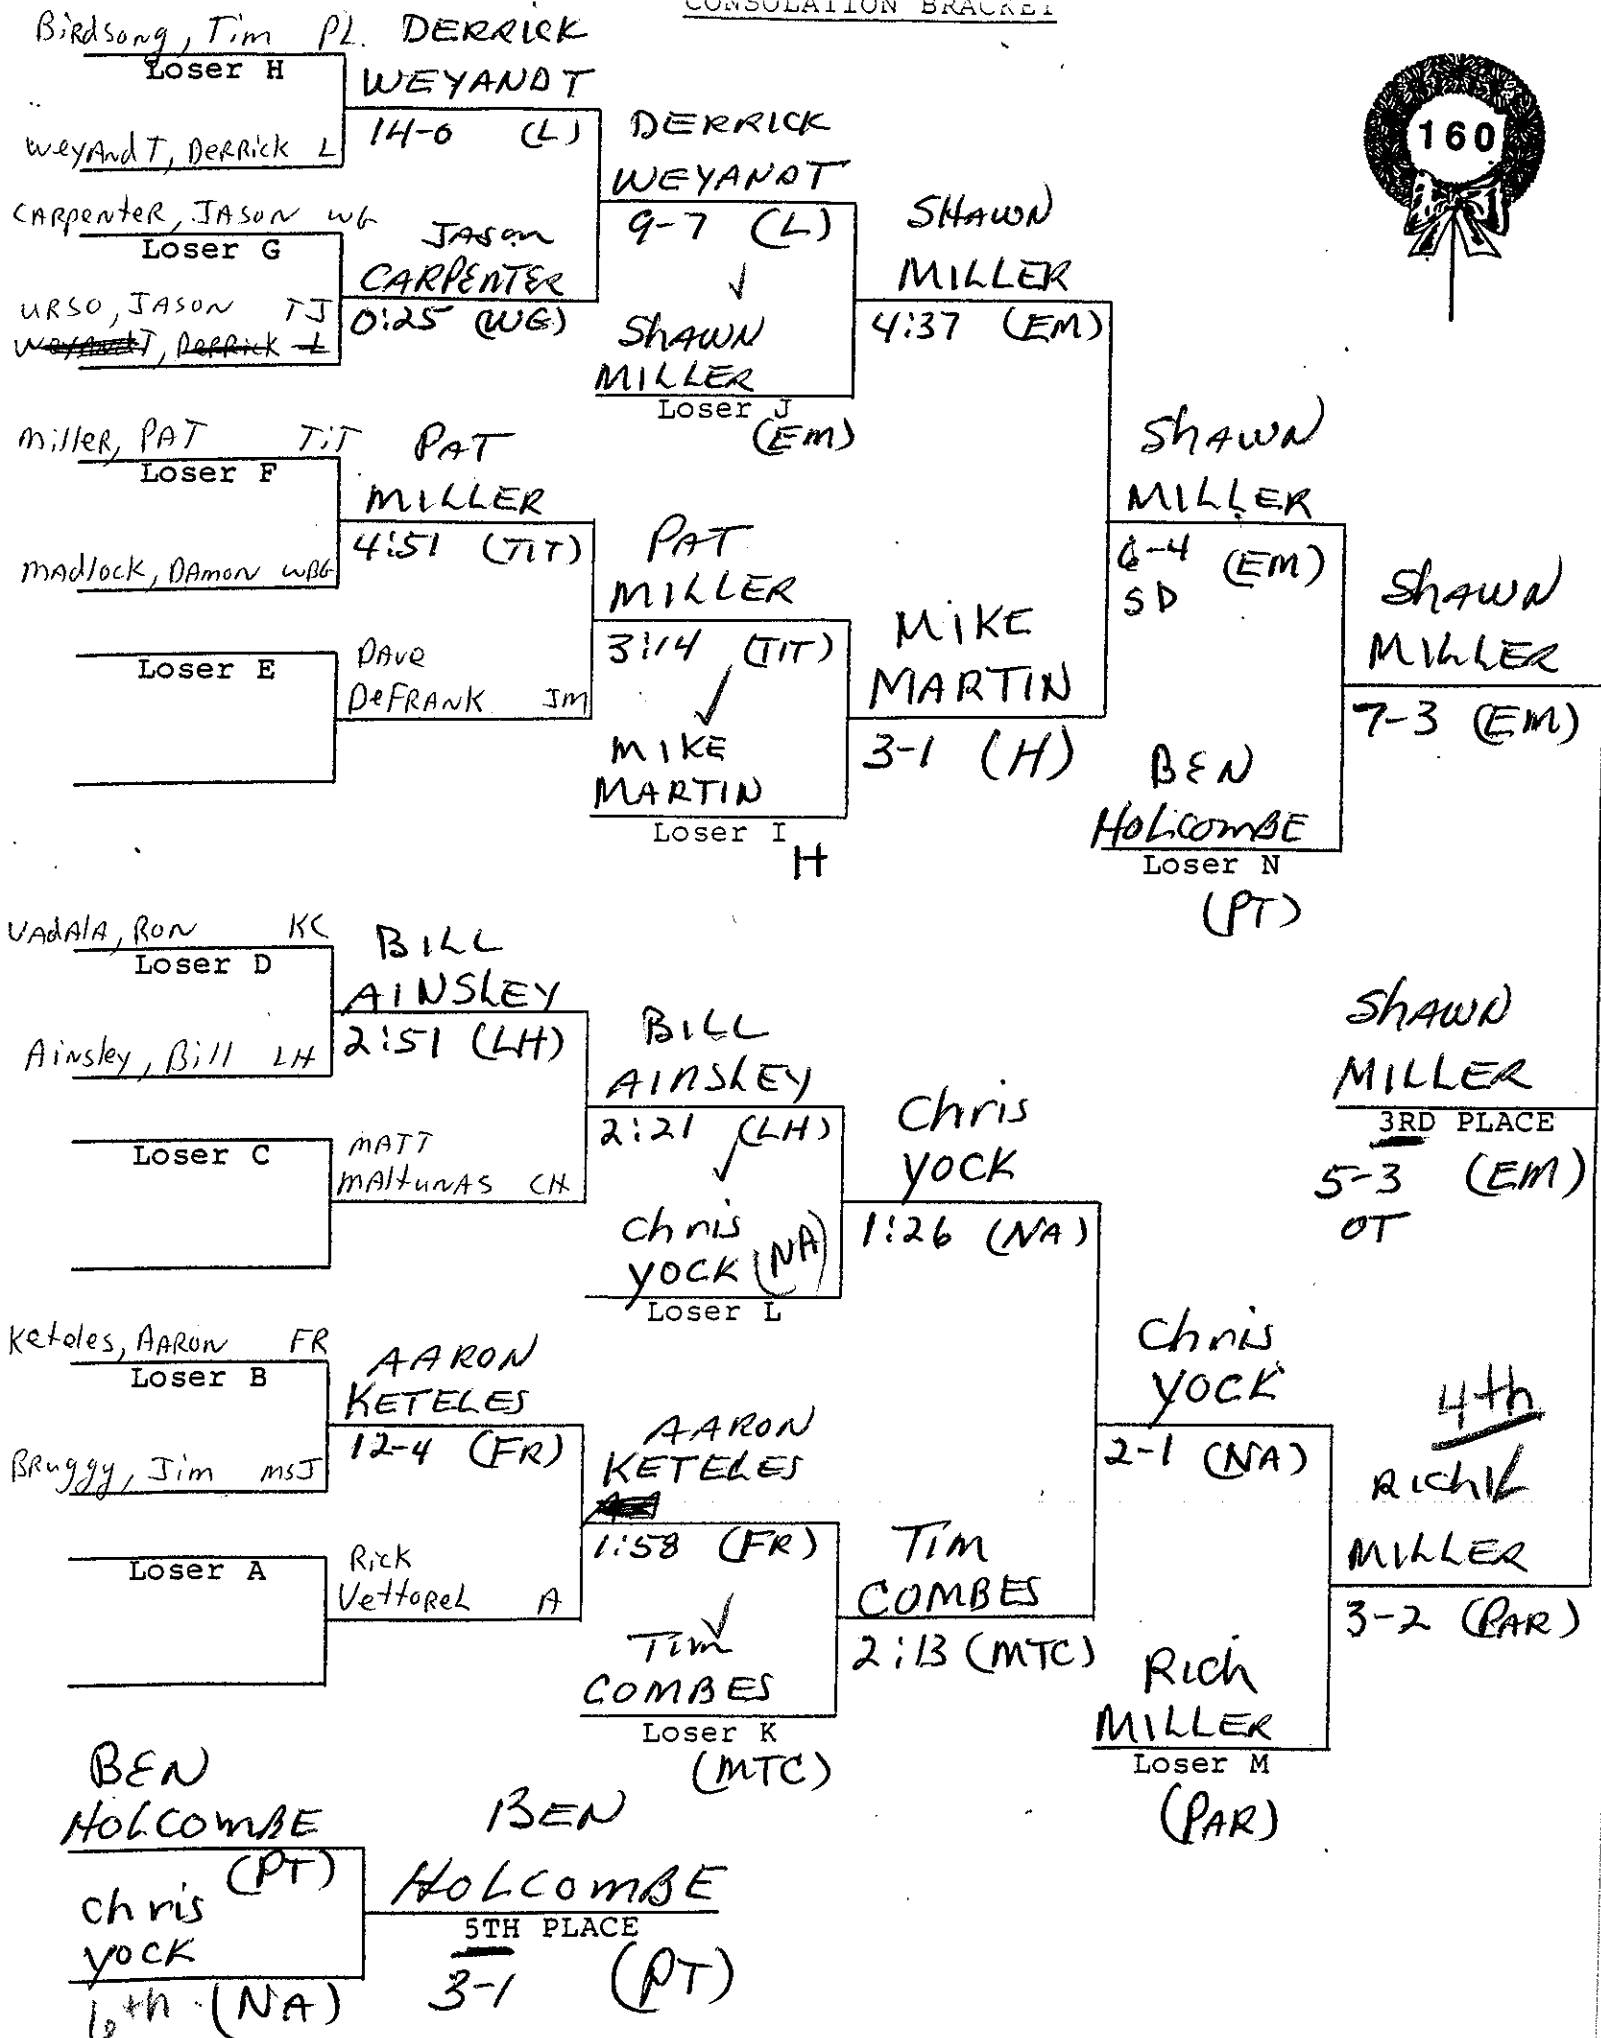 CONSOLATION BRACKET
160
Birdsong, Tim PL.
Loser H
WeyAndT, DeRRick L
DERRICK
WEYANDT
14-0 (L)
CARpenteR, JASON WG
Loser G
URSO, JASON TJ
WeyandT, DeRRick L
JASON
CARPENTER
0:25 (WG)
DERRICK
WEYANDT
9-7 (L)
SHAWN
MILLER
Loser J
(EM)
SHAWN
MILLER
4:37 (EM)
MilleR, PAT TiT
Loser F
MADlock, DAMON WBG
PAT
MILLER
4:51 (TIT)
Loser E
DAVe
DeFRANK JM
PAT
MILLER
3:14 (TIT)
MIKE
MARTIN
Loser I
H
MIKE
MARTIN
3-1 (H)
ShAWN
MILLER
6-4 (EM)
SD
BEN
HOLCOMBE
Loser N
(PT)
ShAWN
MILLER
7-3 (EM)
VAdAlA, RON KC
Loser D
Ainsley, Bill LH
BILL
AINSLEY
2:51 (LH)
Loser C
MATT
MAltuNAS CH
BILL
AINSLEY
2:21 (LH)
Chris
YOCK (NA)
Loser L
Chris
YOCK
1:26 (NA)
Keteles, AARON FR
Loser B
BRuggy, Jim MSJ
AARON
KETELES
12-4 (FR)
Loser A
Rick
VettoReL A
AARON
KETELES
1:58 (FR)
Tim
COMBES
Loser K
(MTC)
Tim
COMBES
2:13 (MTC)
Chris
YOCK
2-1 (NA)
Rich
MILLER
Loser M
(PAR)
4th
MILLER
3-2 (PAR)
ShAWN
MILLER
3RD PLACE
5-3 (EM)
OT
BEN
HOLCOMBE
(PT)
Chris
YOCK
6th (NA)
BEN
HOLCOMBE
5TH PLACE
3-1 (PT)